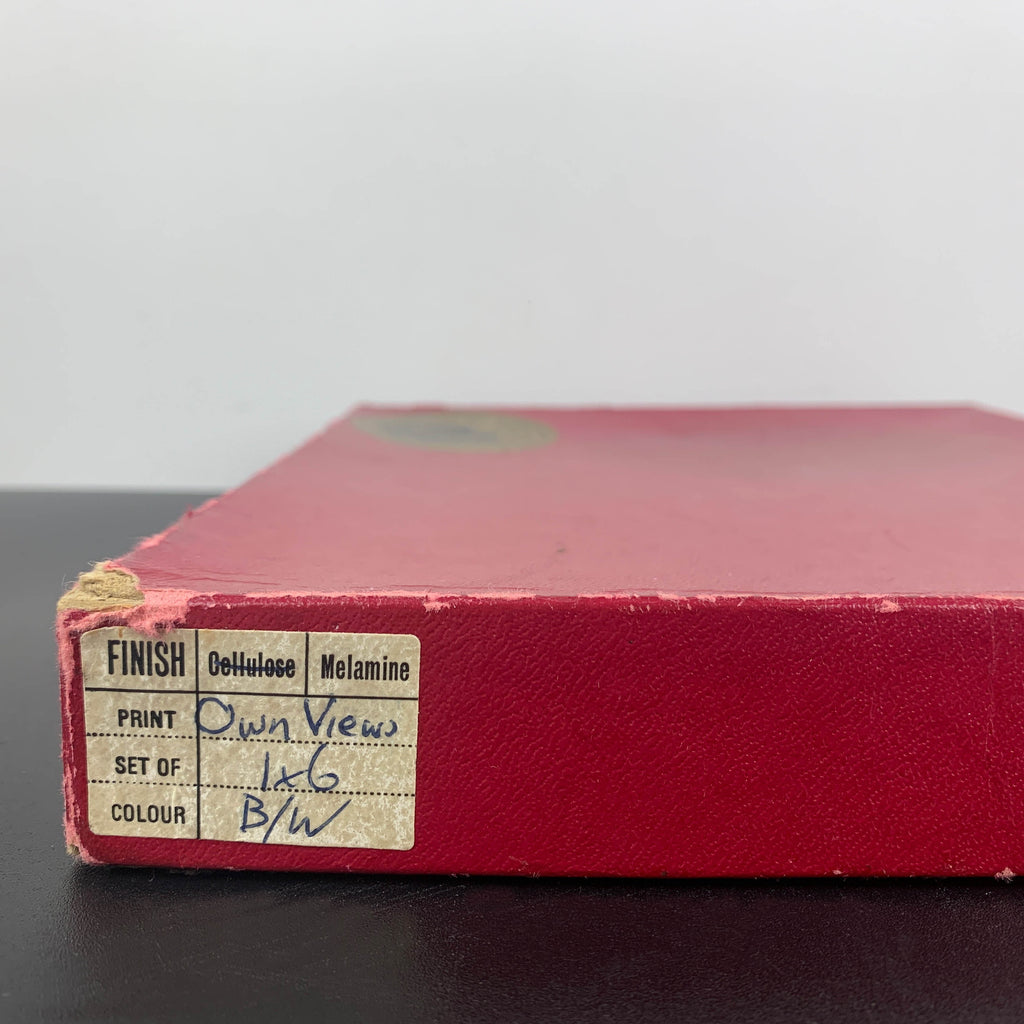 FINISH Cellulose Melamine
PRINT Own Views
SET OF 1x6
COLOUR B/W